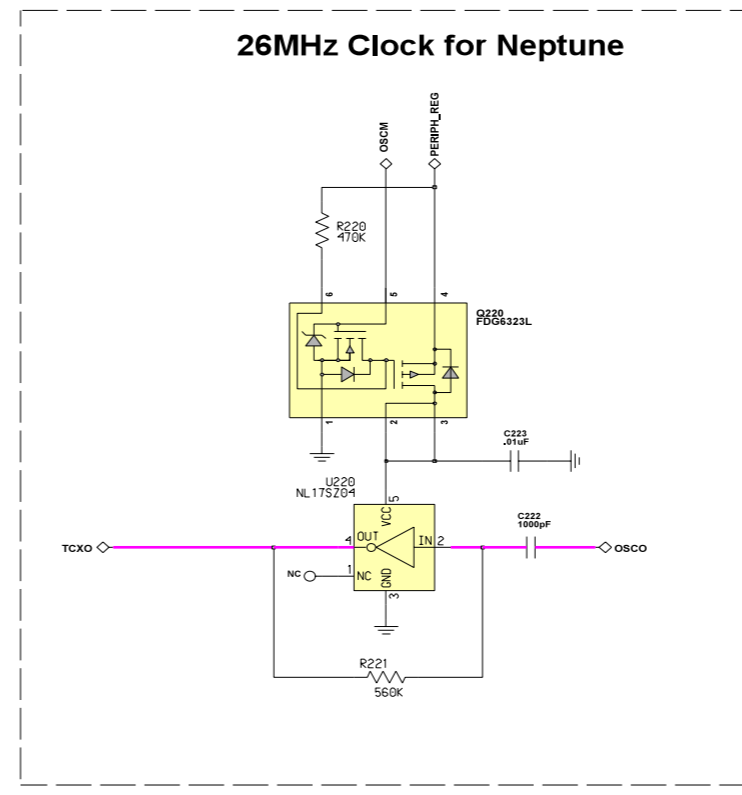 26MHz Clock for Neptune
OSCM
PERIPH_REG
R220
470K
6
5
4
Q220
FDG6323L
1
2
3
C223
.01uF
U220
NL17SZ04
5
VCC
C222
1000pF
TCXO
4
OUT
IN
2
OSCO
NC
1
NC
GND
3
R221
560K